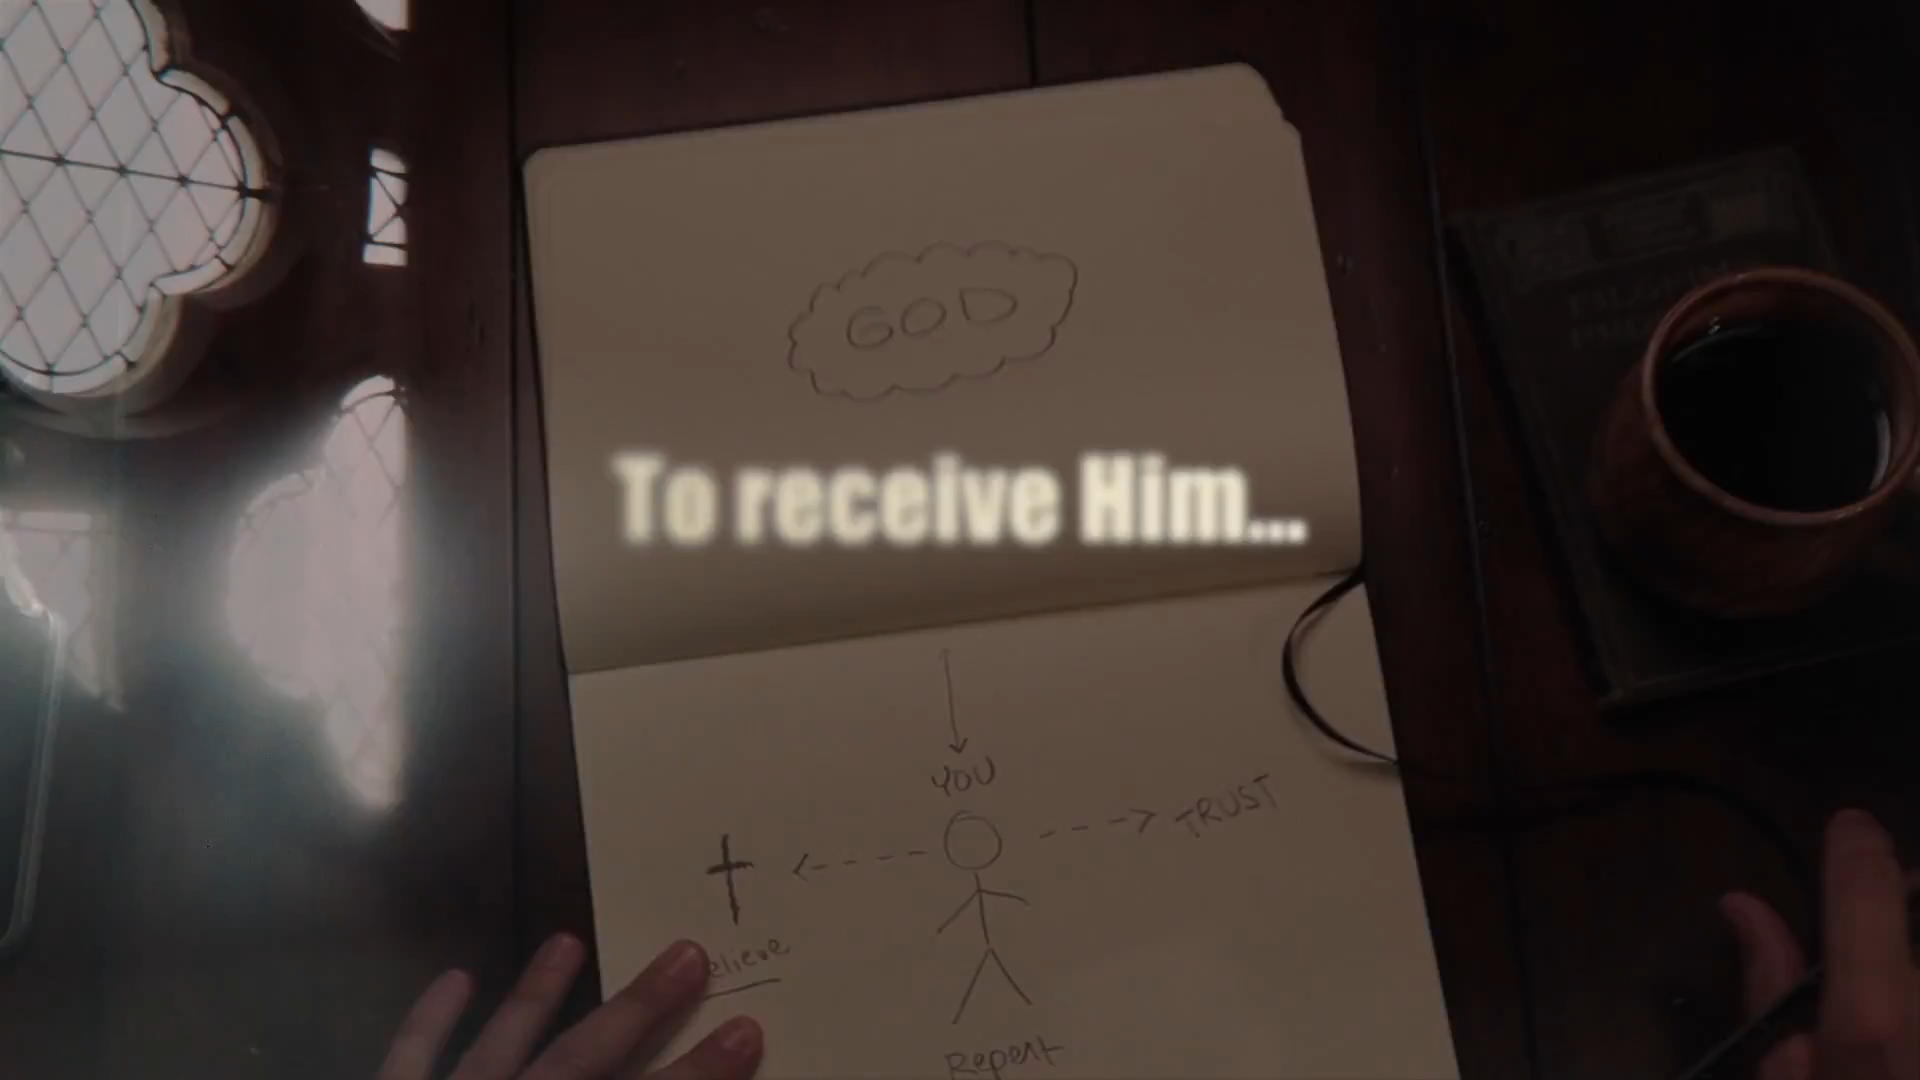 GOD
To receive Him...
YOU
TRUST
elieve
Repent